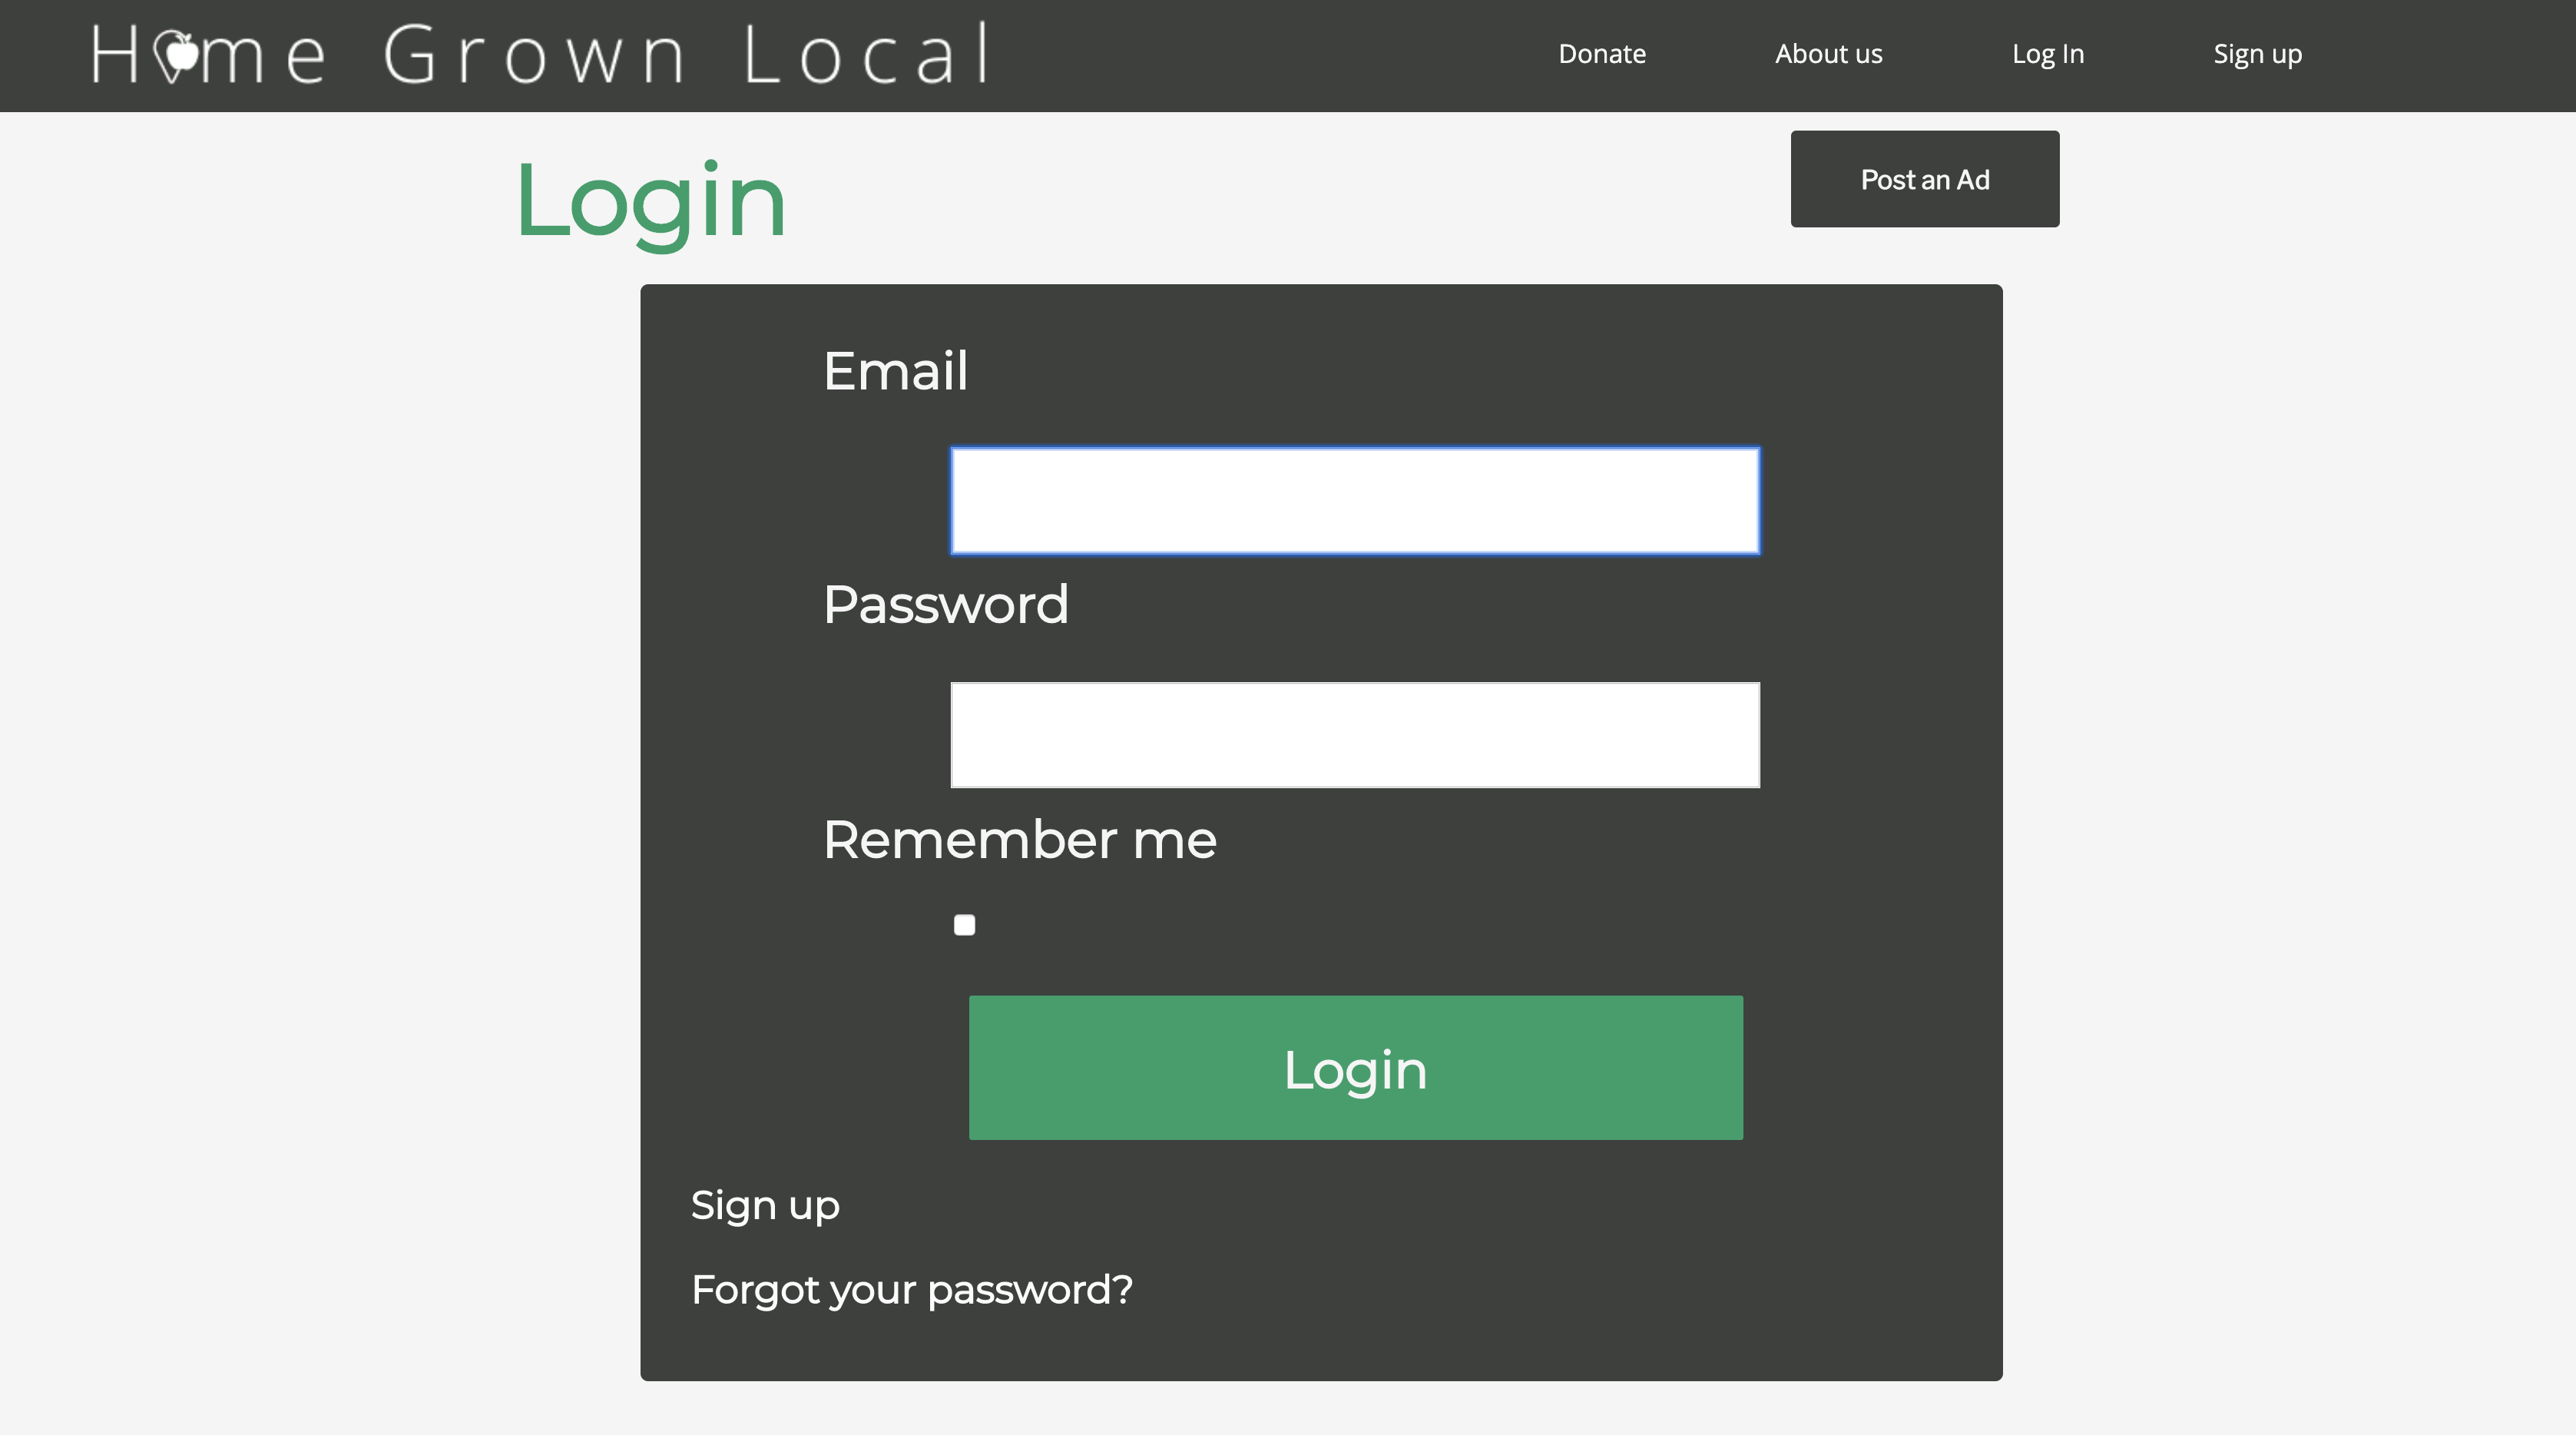 Home Grown Local
Donate
About us
Log In
Sign up
Login
Post an Ad
Email
Password
Remember me
Login
Sign up
Forgot your password?